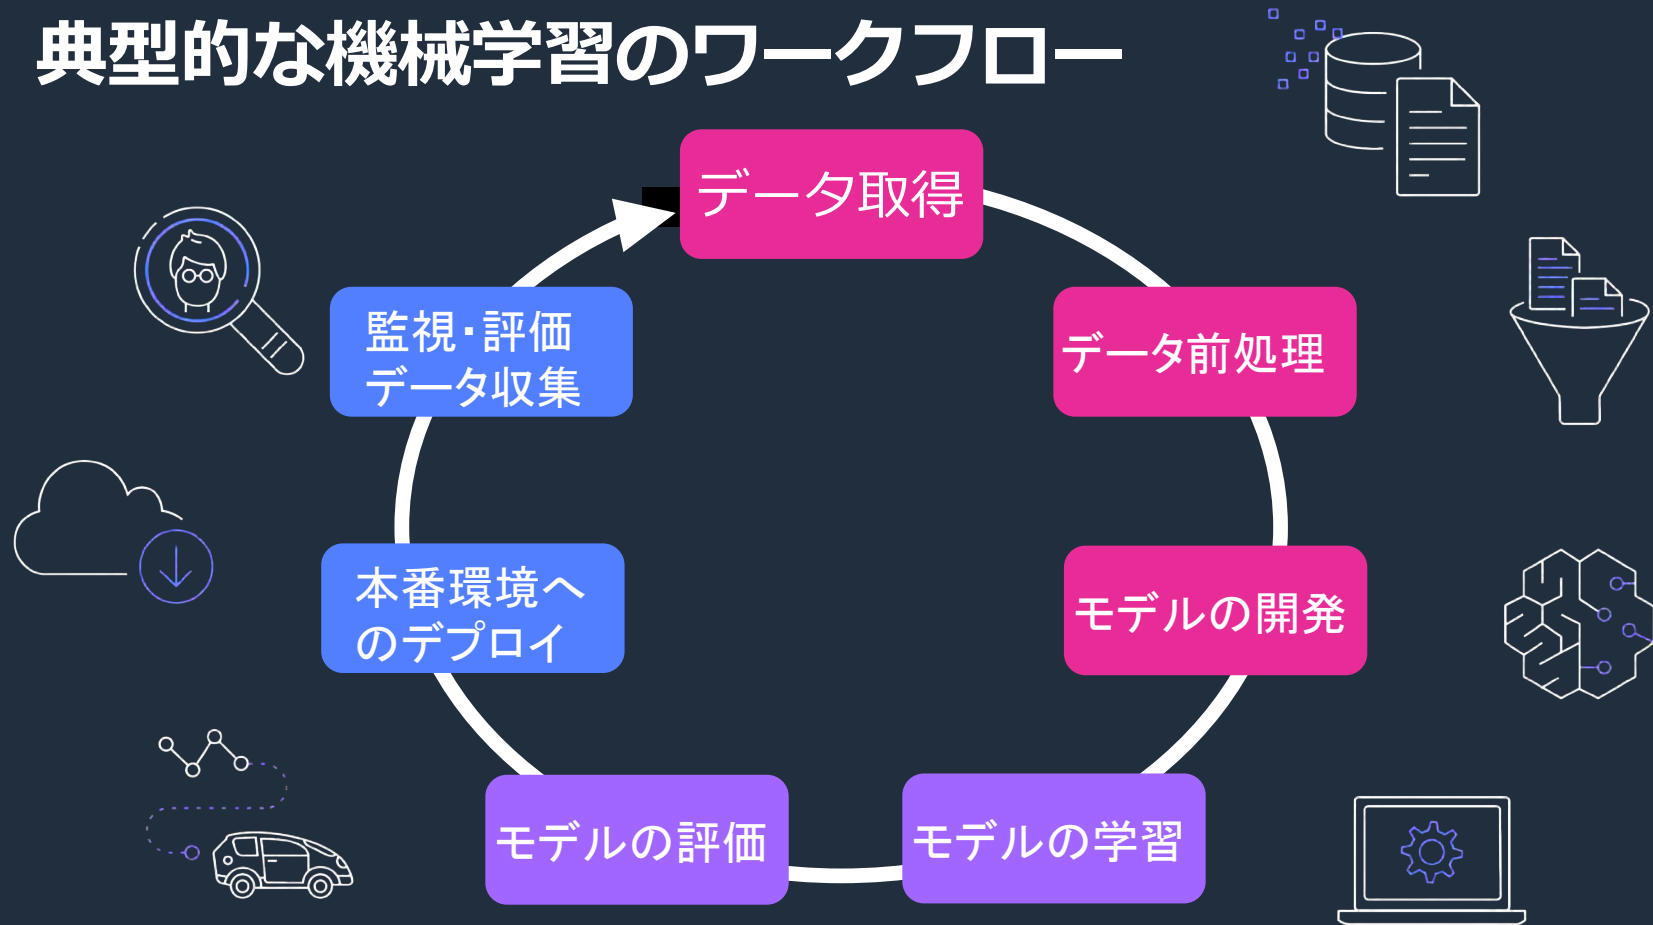 典型的な機械学習のワークフロー
データ取得
データ前処理
モデルの開発
モデルの学習
モデルの評価
本番環境へ
のデプロイ
監視・評価
データ収集